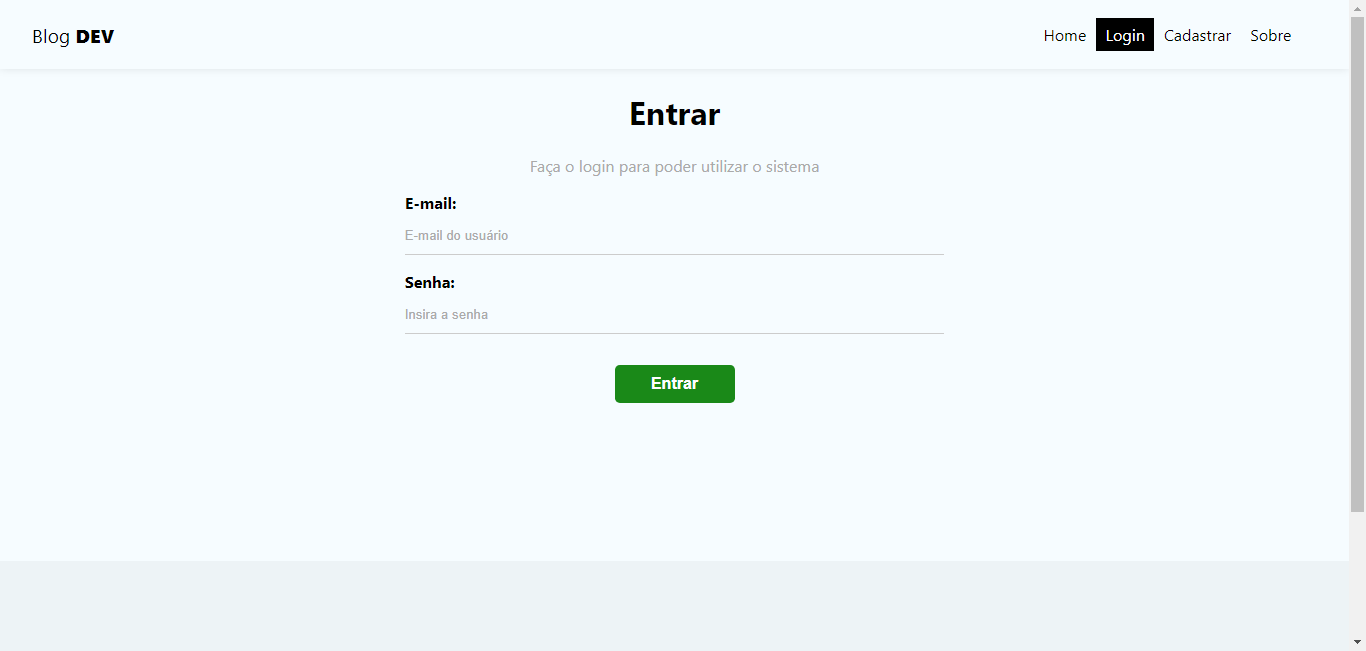 Blog DEV
Home Login Cadastrar Sobre
Entrar
Faça o login para poder utilizar o sistema
E-mail:
E-mail do usuário
Senha:
Insira a senha
Entrar